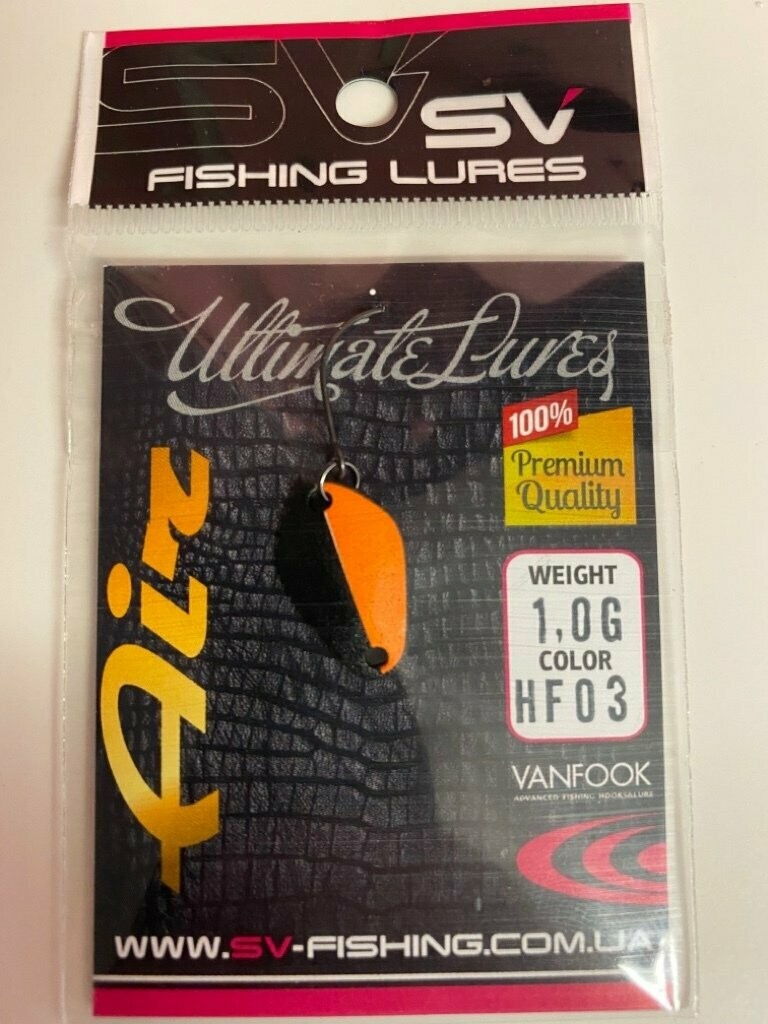 SV
SV
FISHING LURES
Ultimate Lures
100%
Premium
Quality
Air
WEIGHT
1,0G
COLOR
HF03
VANFOOK
ADVANCED FISHING HOOKS&LURE
WWW.SV-FISHING.COM.UA